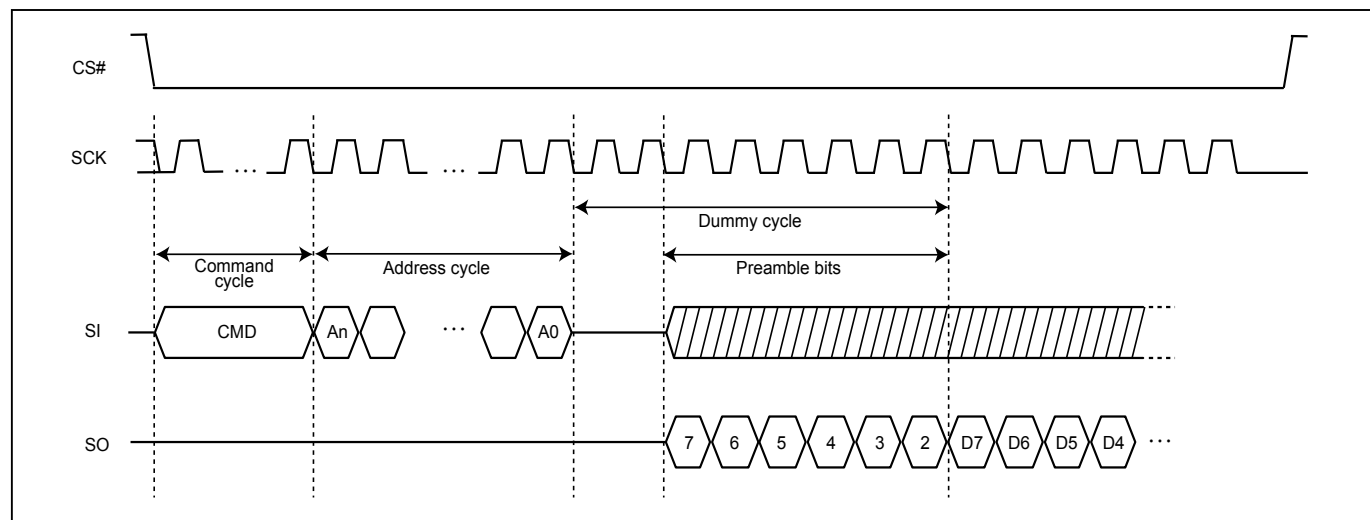 CS#
SCK
...
...
Dummy cycle
Command
cycle
Address cycle
Preamble bits
SI
CMD
An
...
A0
SO
7 6 5 4 3 2 D7 D6 D5 D4 ...